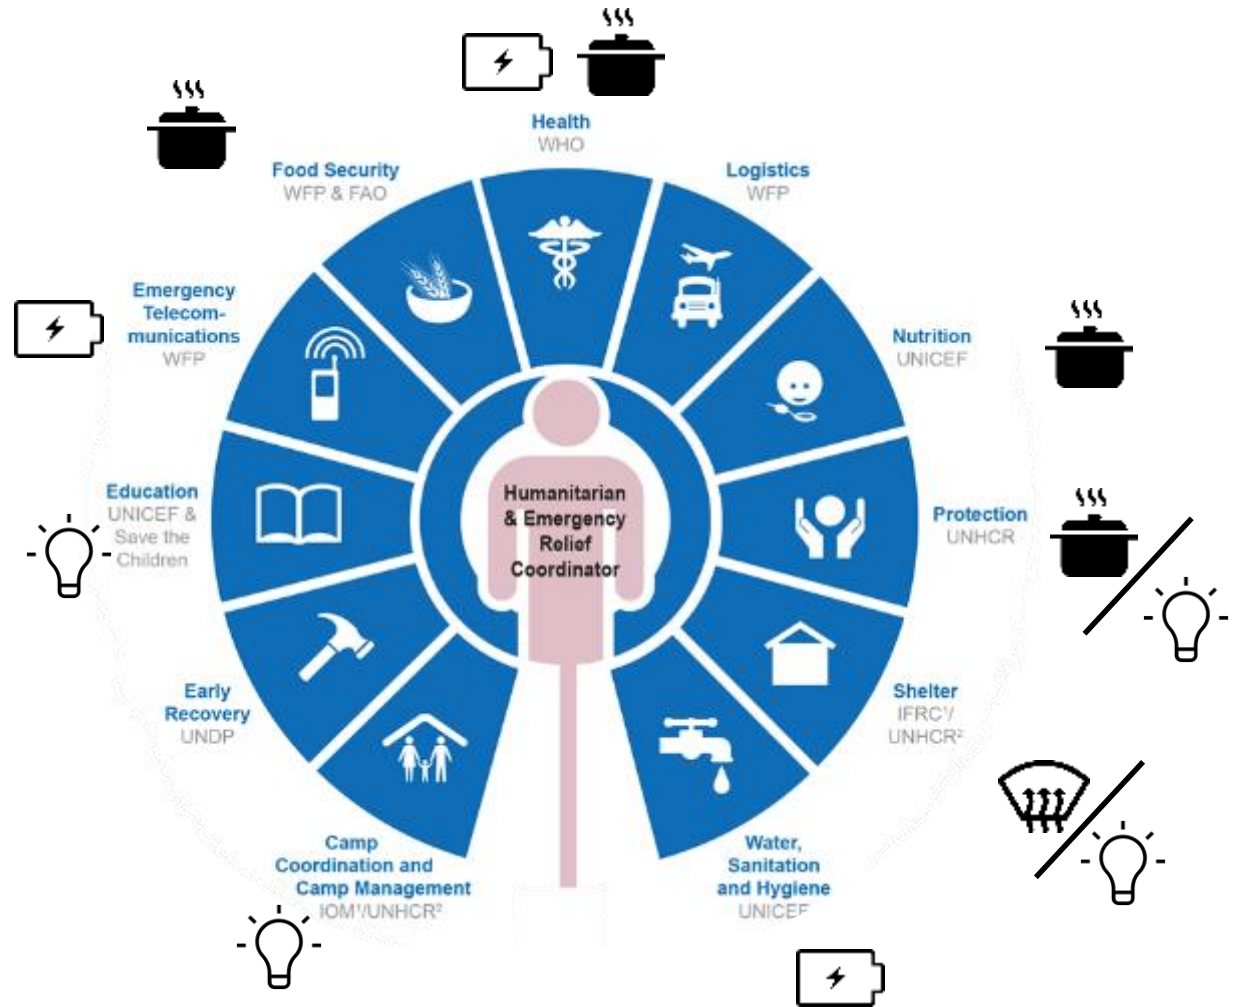 Health
WHO
Logistics
WFP
Nutrition
UNICEF
Protection
UNHCR
Shelter
IFRC¹/
UNHCR²
Water,
Sanitation
and Hygiene
UNICEF
Camp
Coordination and
Camp Management
IOM¹/UNHCR²
Early
Recovery
UNDP
Education
UNICEF &
Save the
Children
Emergency
Telecom-
munications
WFP
Food Security
WFP & FAO
Humanitarian
& Emergency
Relief
Coordinator